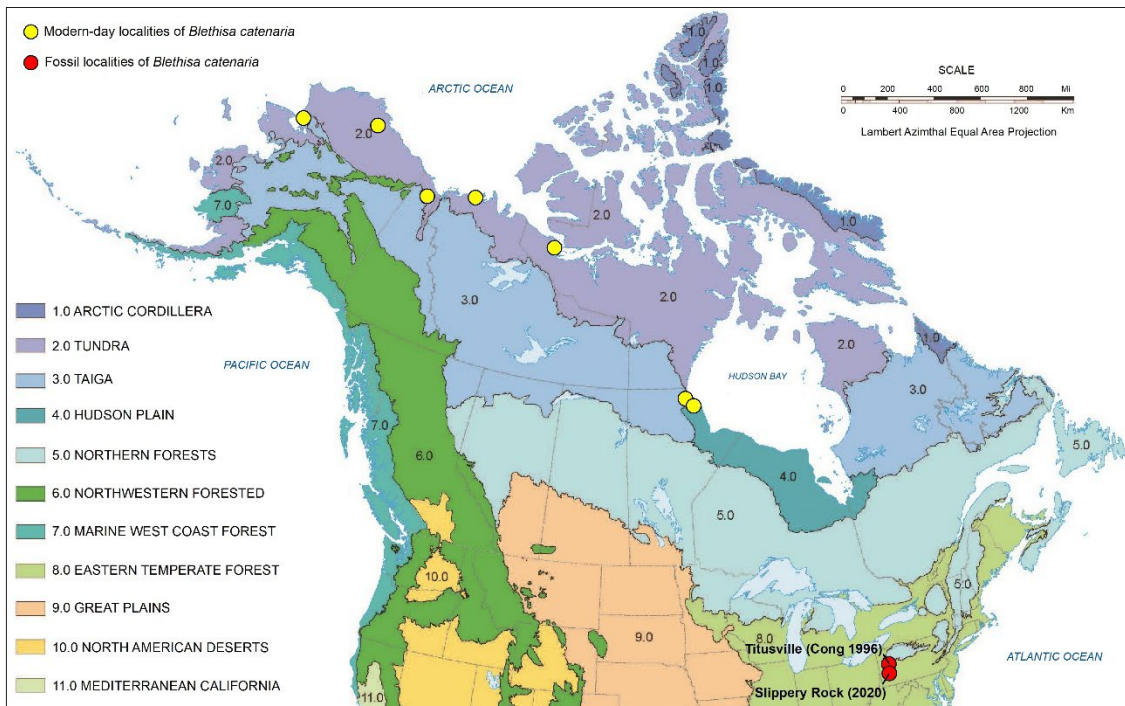 Modern-day localities of Blethisa catenaria
Fossil localities of Blethisa catenaria
ARCTIC OCEAN
SCALE
0 200 400 600 800 Mi
0 400 800 1200 Km
Lambert Azimthal Equal Area Projection
1.0
1.0
1.0
2.0
2.0
7.0
2.0
1.0
3.0
2.0
2.0
1.0
3.0
PACIFIC OCEAN
HUDSON BAY
1.0 ARCTIC CORDILLERA
2.0 TUNDRA
3.0 TAIGA
4.0 HUDSON PLAIN
5.0 NORTHERN FORESTS
6.0 NORTHWESTERN FORESTED
7.0 MARINE WEST COAST FOREST
8.0 EASTERN TEMPERATE FOREST
9.0 GREAT PLAINS
10.0 NORTH AMERICAN DESERTS
11.0 MEDITERRANEAN CALIFORNIA
7.0
6.0
5.0
4.0
5.0
10.0
5.0
9.0
8.0
11.0
Titusville (Cong 1996)
Slippery Rock (2020)
ATLANTIC OCEAN